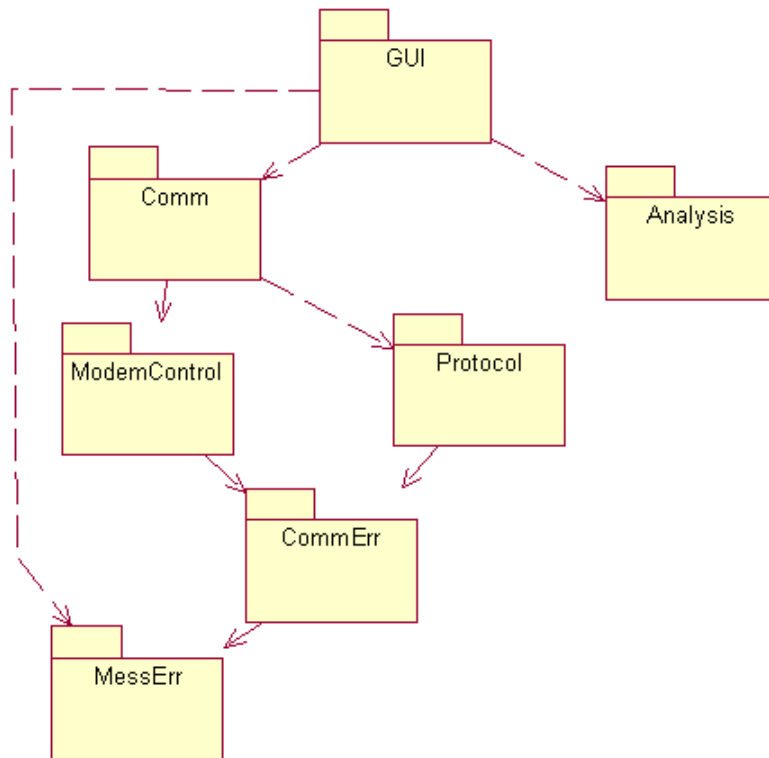 GUI
Comm
Analysis
ModemControl
Protocol
CommErr
MessErr